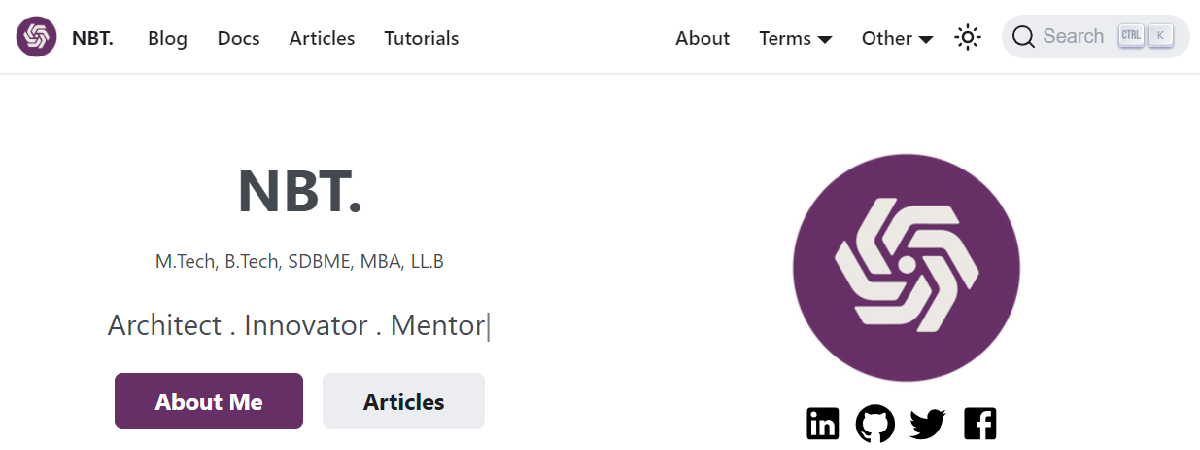 NBT. Blog Docs Articles Tutorials About Terms Other Search CTRL K
NBT.
M.Tech, B.Tech, SDBME, MBA, LL.B
Architect . Innovator . Mentor|
About Me Articles